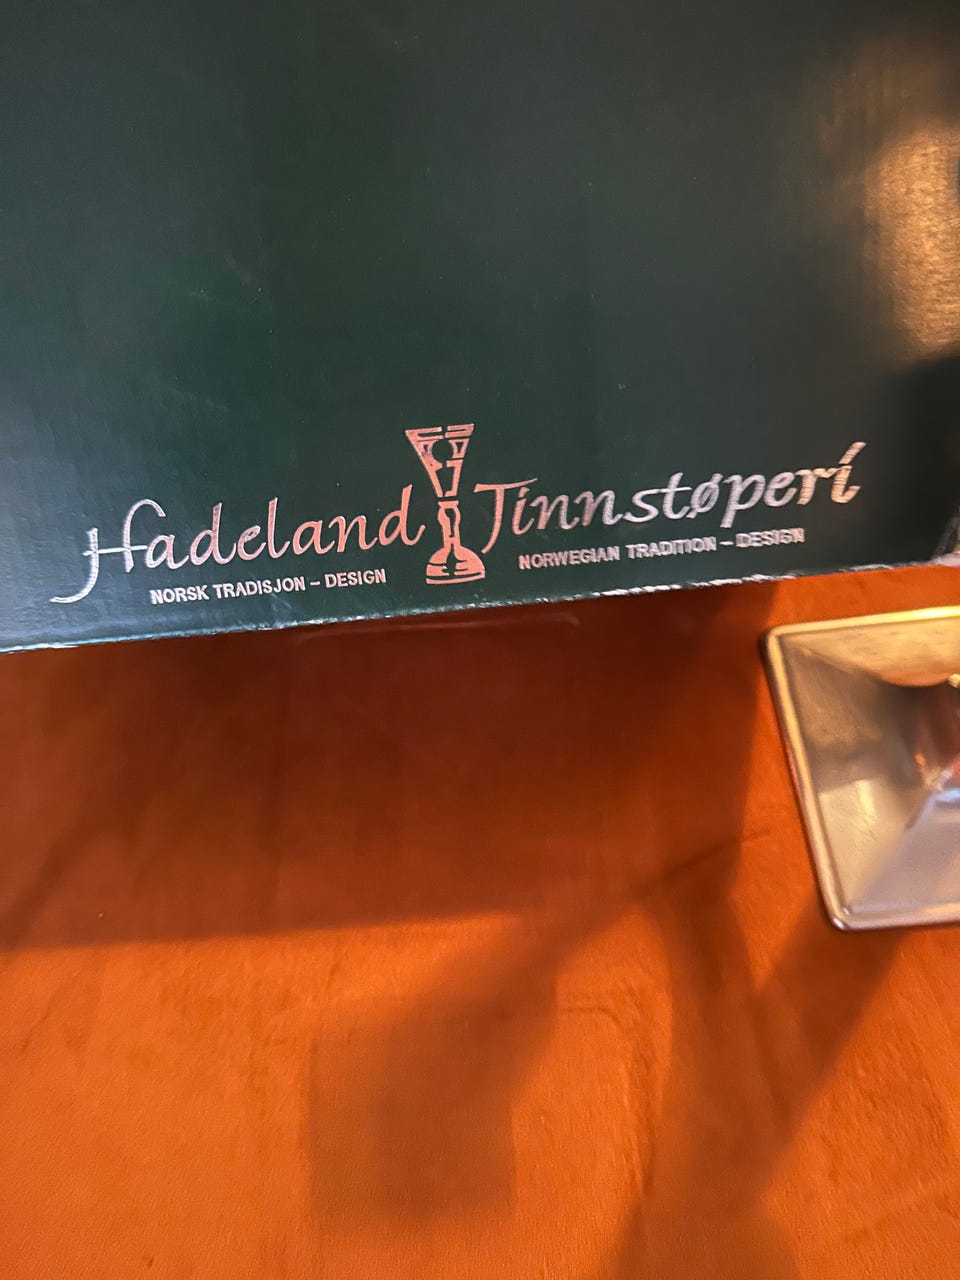 Hadeland Tinnstøperi
NORSK TRADISJON – DESIGN
NORWEGIAN TRADITION – DESIGN